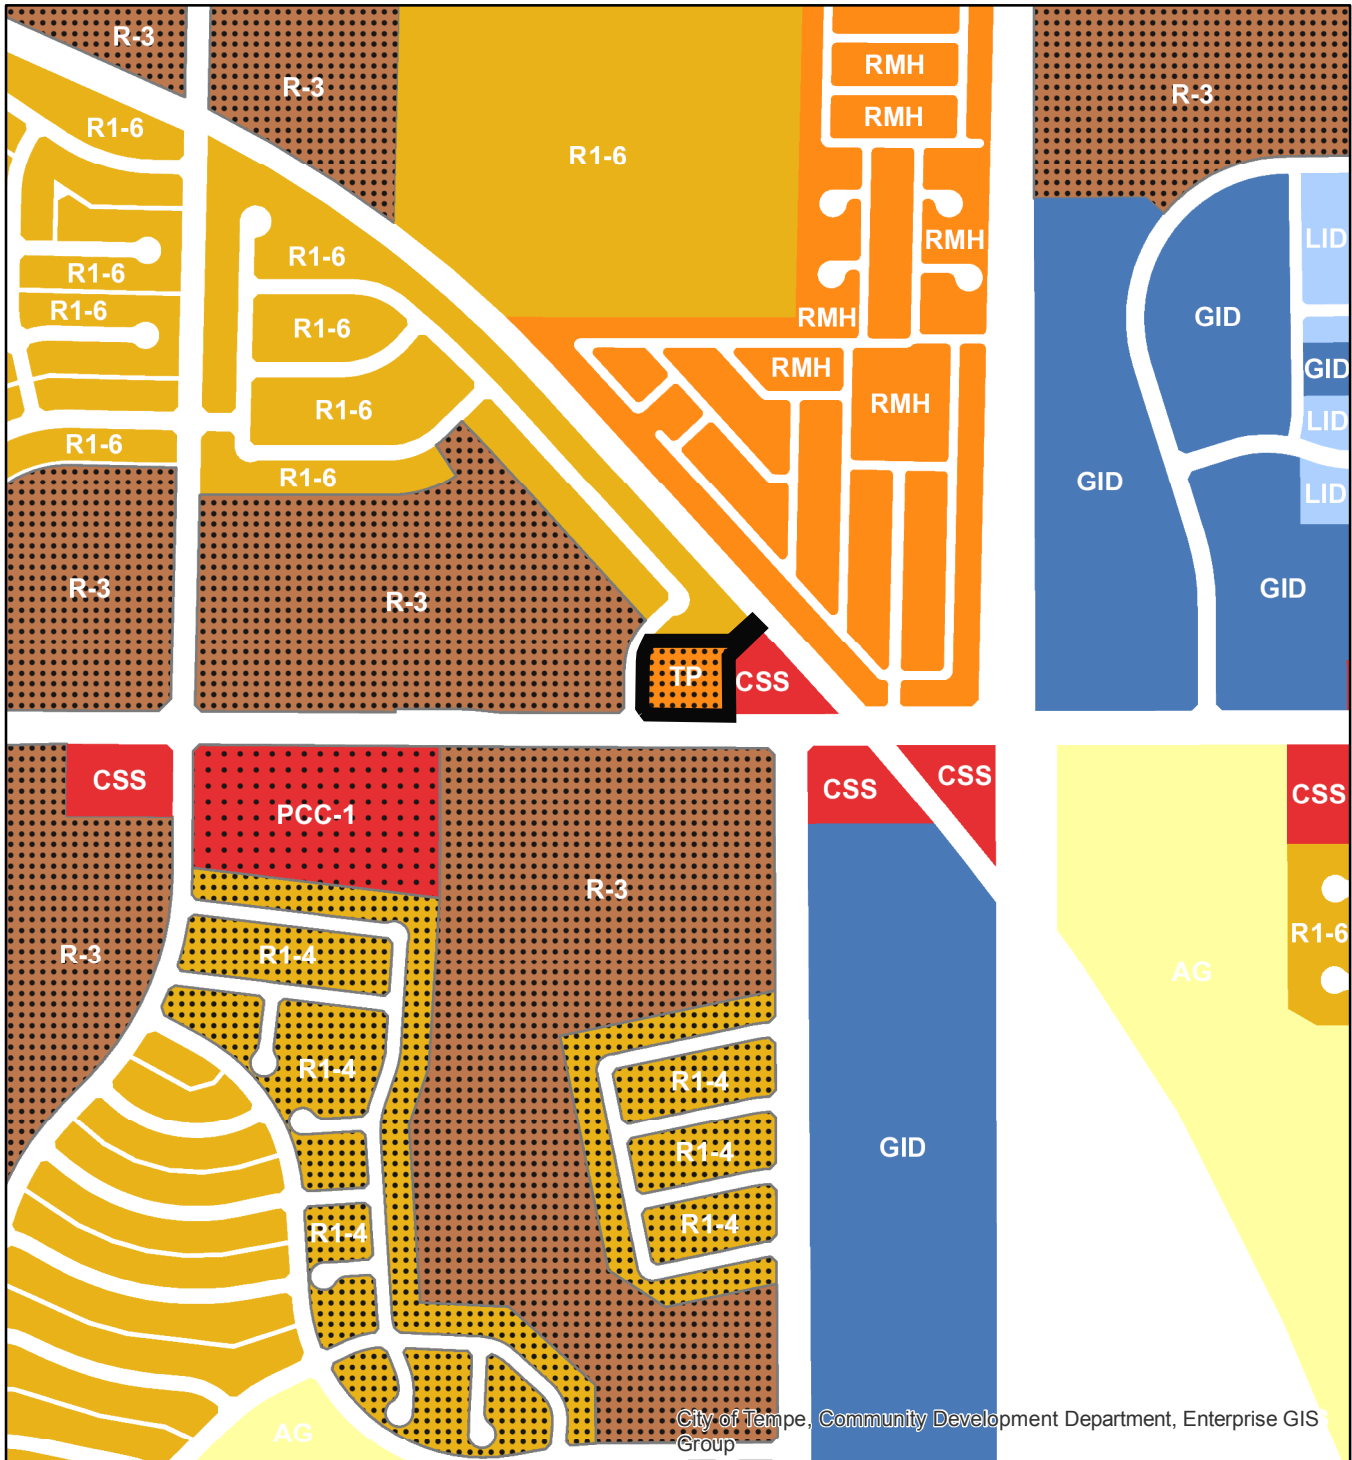 R-3
R-3
RMH
R-3
RMH
R1-6
R1-6
RMH
LID
R1-6
R1-6
R1-6
RMH
GID
R1-6
R1-6
RMH
RMH
GID
R1-6
RMH
LID
R1-6
R1-6
GID
LID
R-3
R-3
GID
TP
CSS
CSS
PCC-1
CSS
CSS
CSS
R-3
R1-6
R-3
R1-4
AG
R1-4
R1-4
R1-4
GID
R1-4
R1-4
AG
City of Tempe, Community Development Department, Enterprise GIS
Group